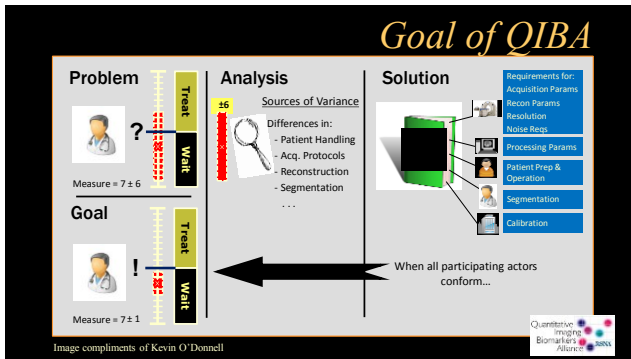 Goal of QIBA
Problem
?
Treat
Wait
Measure = 7 ± 6
Goal
!
Treat
Wait
Measure = 7 ± 1
Analysis
±6
Sources of Variance
Differences in:
- Patient Handling
- Acq. Protocols
- Reconstruction
- Segmentation
. . .
Solution
Requirements for:
Acquisition Params
Recon Params
Resolution
Noise Reqs
Processing Params
Patient Prep &
Operation
Segmentation
Calibration
When all participating actors
conform…
Image compliments of Kevin O’Donnell
Quantitative
Imaging
Biomarkers
Alliance
RSNA